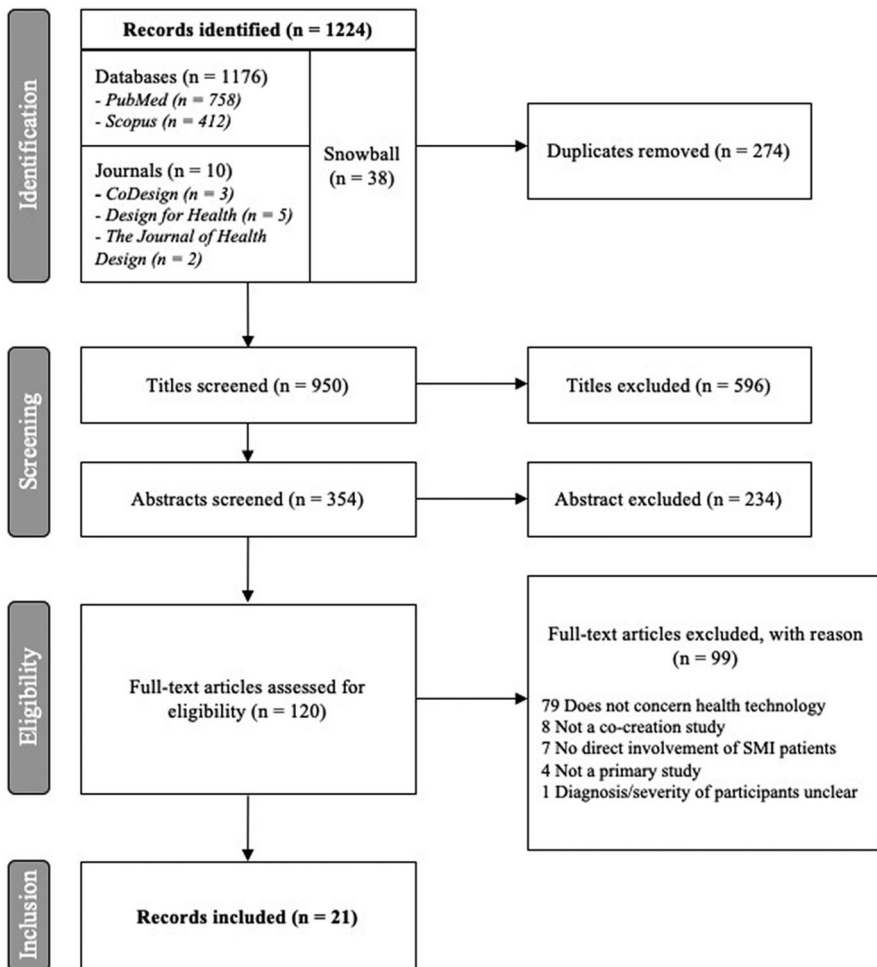 Identification
Records identified (n = 1224)
Databases (n = 1176)
- PubMed (n = 758)
- Scopus (n = 412)
Journals (n = 10)
- CoDesign (n = 3)
- Design for Health (n = 5)
- The Journal of Health
Design (n = 2)
Snowball
(n = 38)
Duplicates removed (n = 274)
Screening
Titles screened (n = 950)
Titles excluded (n = 596)
Abstracts screened (n = 354)
Abstract excluded (n = 234)
Eligibility
Full-text articles assessed for
eligibility (n = 120)
Full-text articles excluded, with reason
(n = 99)
79 Does not concern health technology
8 Not a co-creation study
7 No direct involvement of SMI patients
4 Not a primary study
1 Diagnosis/severity of participants unclear
Inclusion
Records included (n = 21)